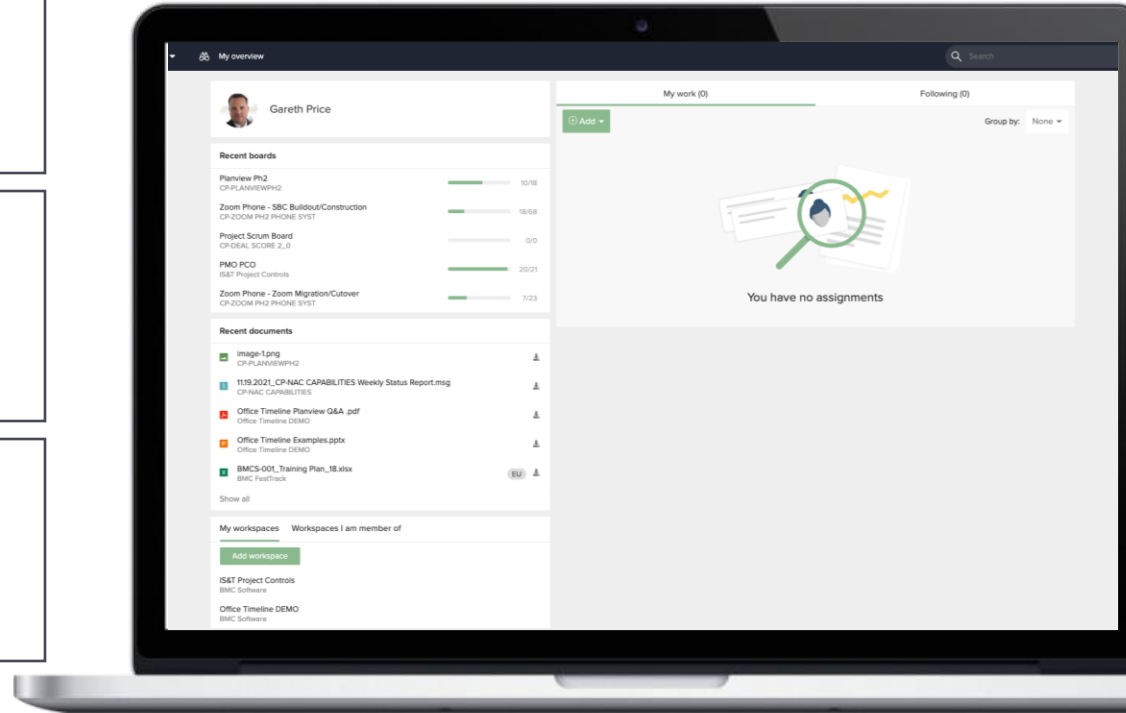 My overview
Search
Gareth Price
Recent boards
Planview Ph2
CP-PLANVIEWPH2
10/18
Zoom Phone - SBC Buildout/Construction
CP-ZOOM PH2 PHONE SYST
18/68
Project Scrum Board
CP-DEAL SCORE 2_0
0/0
PMO PCO
IS&T Project Controls
20/21
Zoom Phone - Zoom Migration/Cutover
CP-ZOOM PH2 PHONE SYST
7/23
Recent documents
image-1.png
CP-PLANVIEWPH2
11.19.2021_CP-NAC CAPABILITIES Weekly Status Report.msg
CP-NAC CAPABILITIES
Office Timeline Planview Q&A .pdf
Office Timeline DEMO
Office Timeline Examples.pptx
Office Timeline DEMO
BMCS-001_Training Plan_18.xlsx
BMC FastTrack
EU
Show all
My workspaces Workspaces I am member of
Add workspace
IS&T Project Controls
BMC Software
Office Timeline DEMO
BMC Software
My work (0) Following (0)
Add Group by: None
You have no assignments